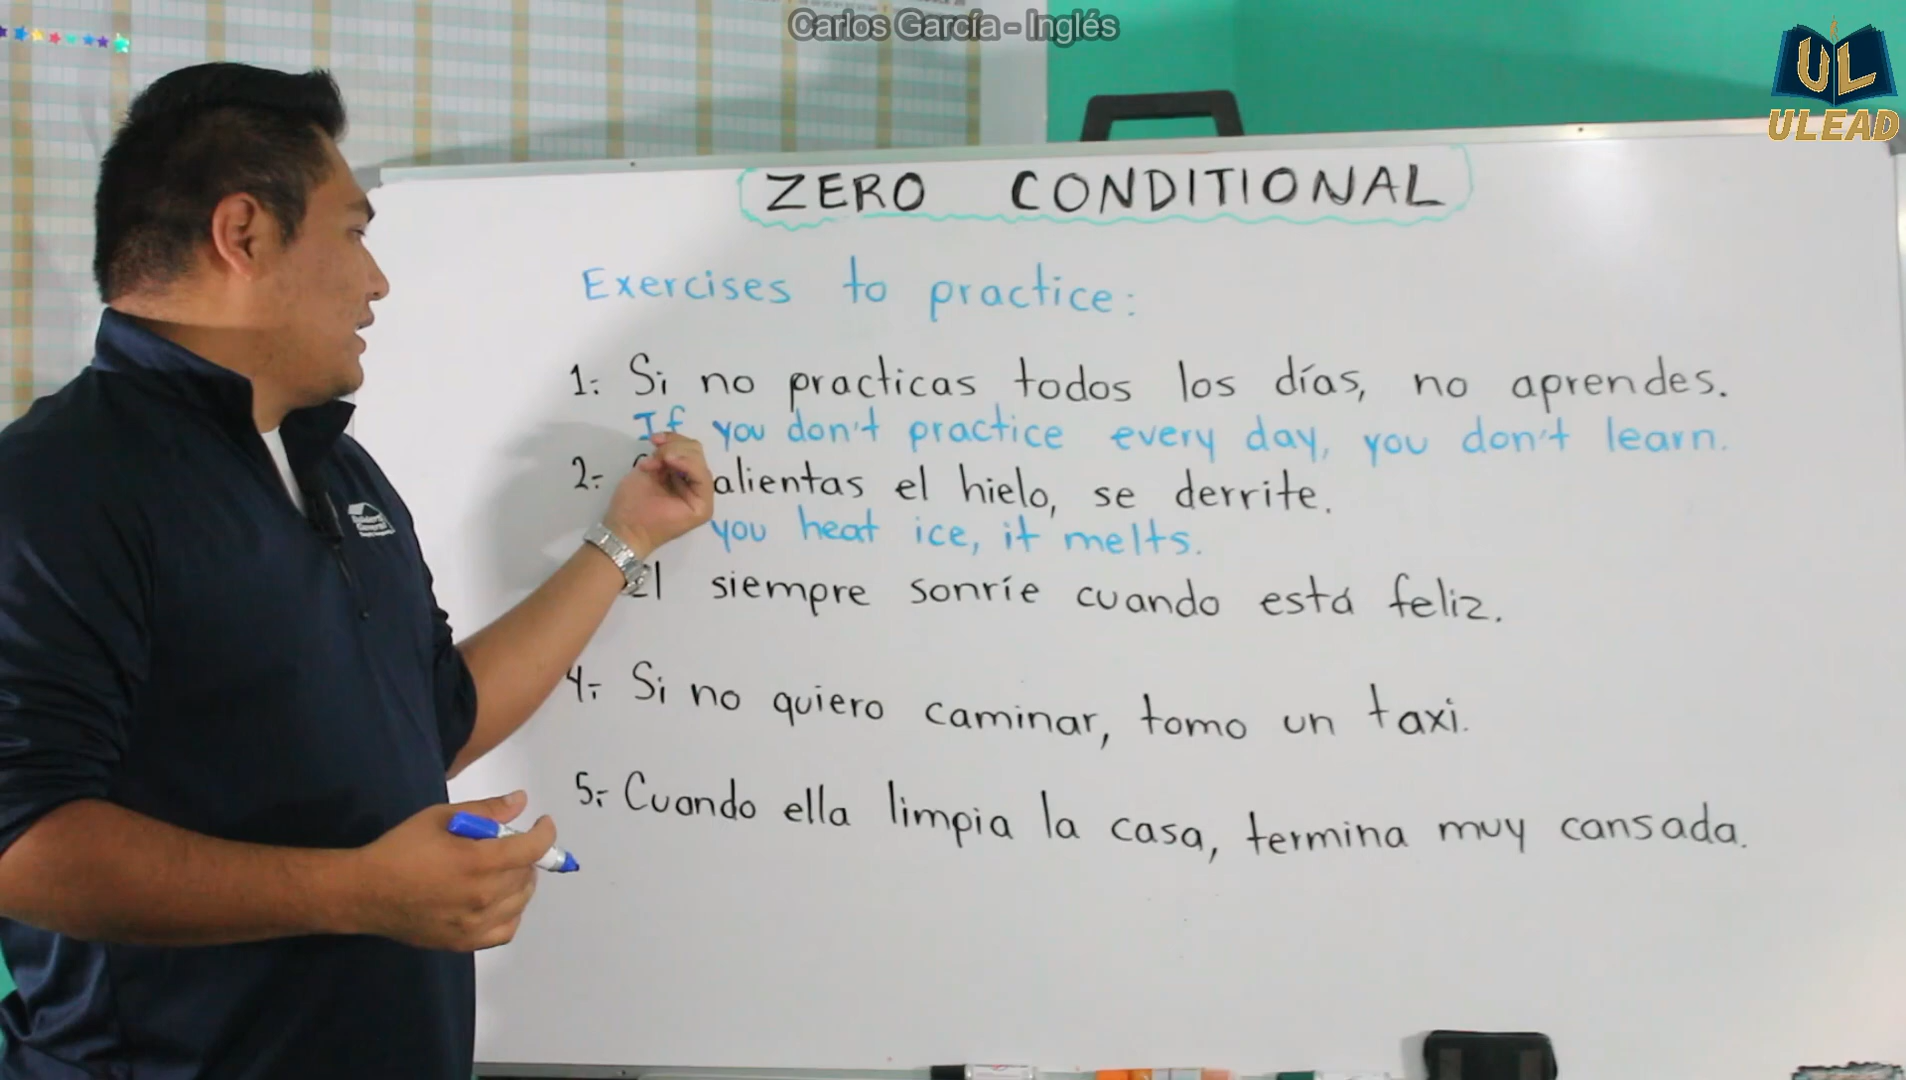 Carlos García - Inglés
UL
ULEAD
ZERO CONDITIONAL
Exercises to practice:
1.- Si no practicas todos los días, no aprendes.
If you don't practice every day, you don't learn.
2.- alientas el hielo, se derrite.
you heat ice, it melts.
El siempre sonríe cuando está feliz.
4.- Si no quiero caminar, tomo un taxi.
5.- Cuando ella limpia la casa, termina muy cansada.